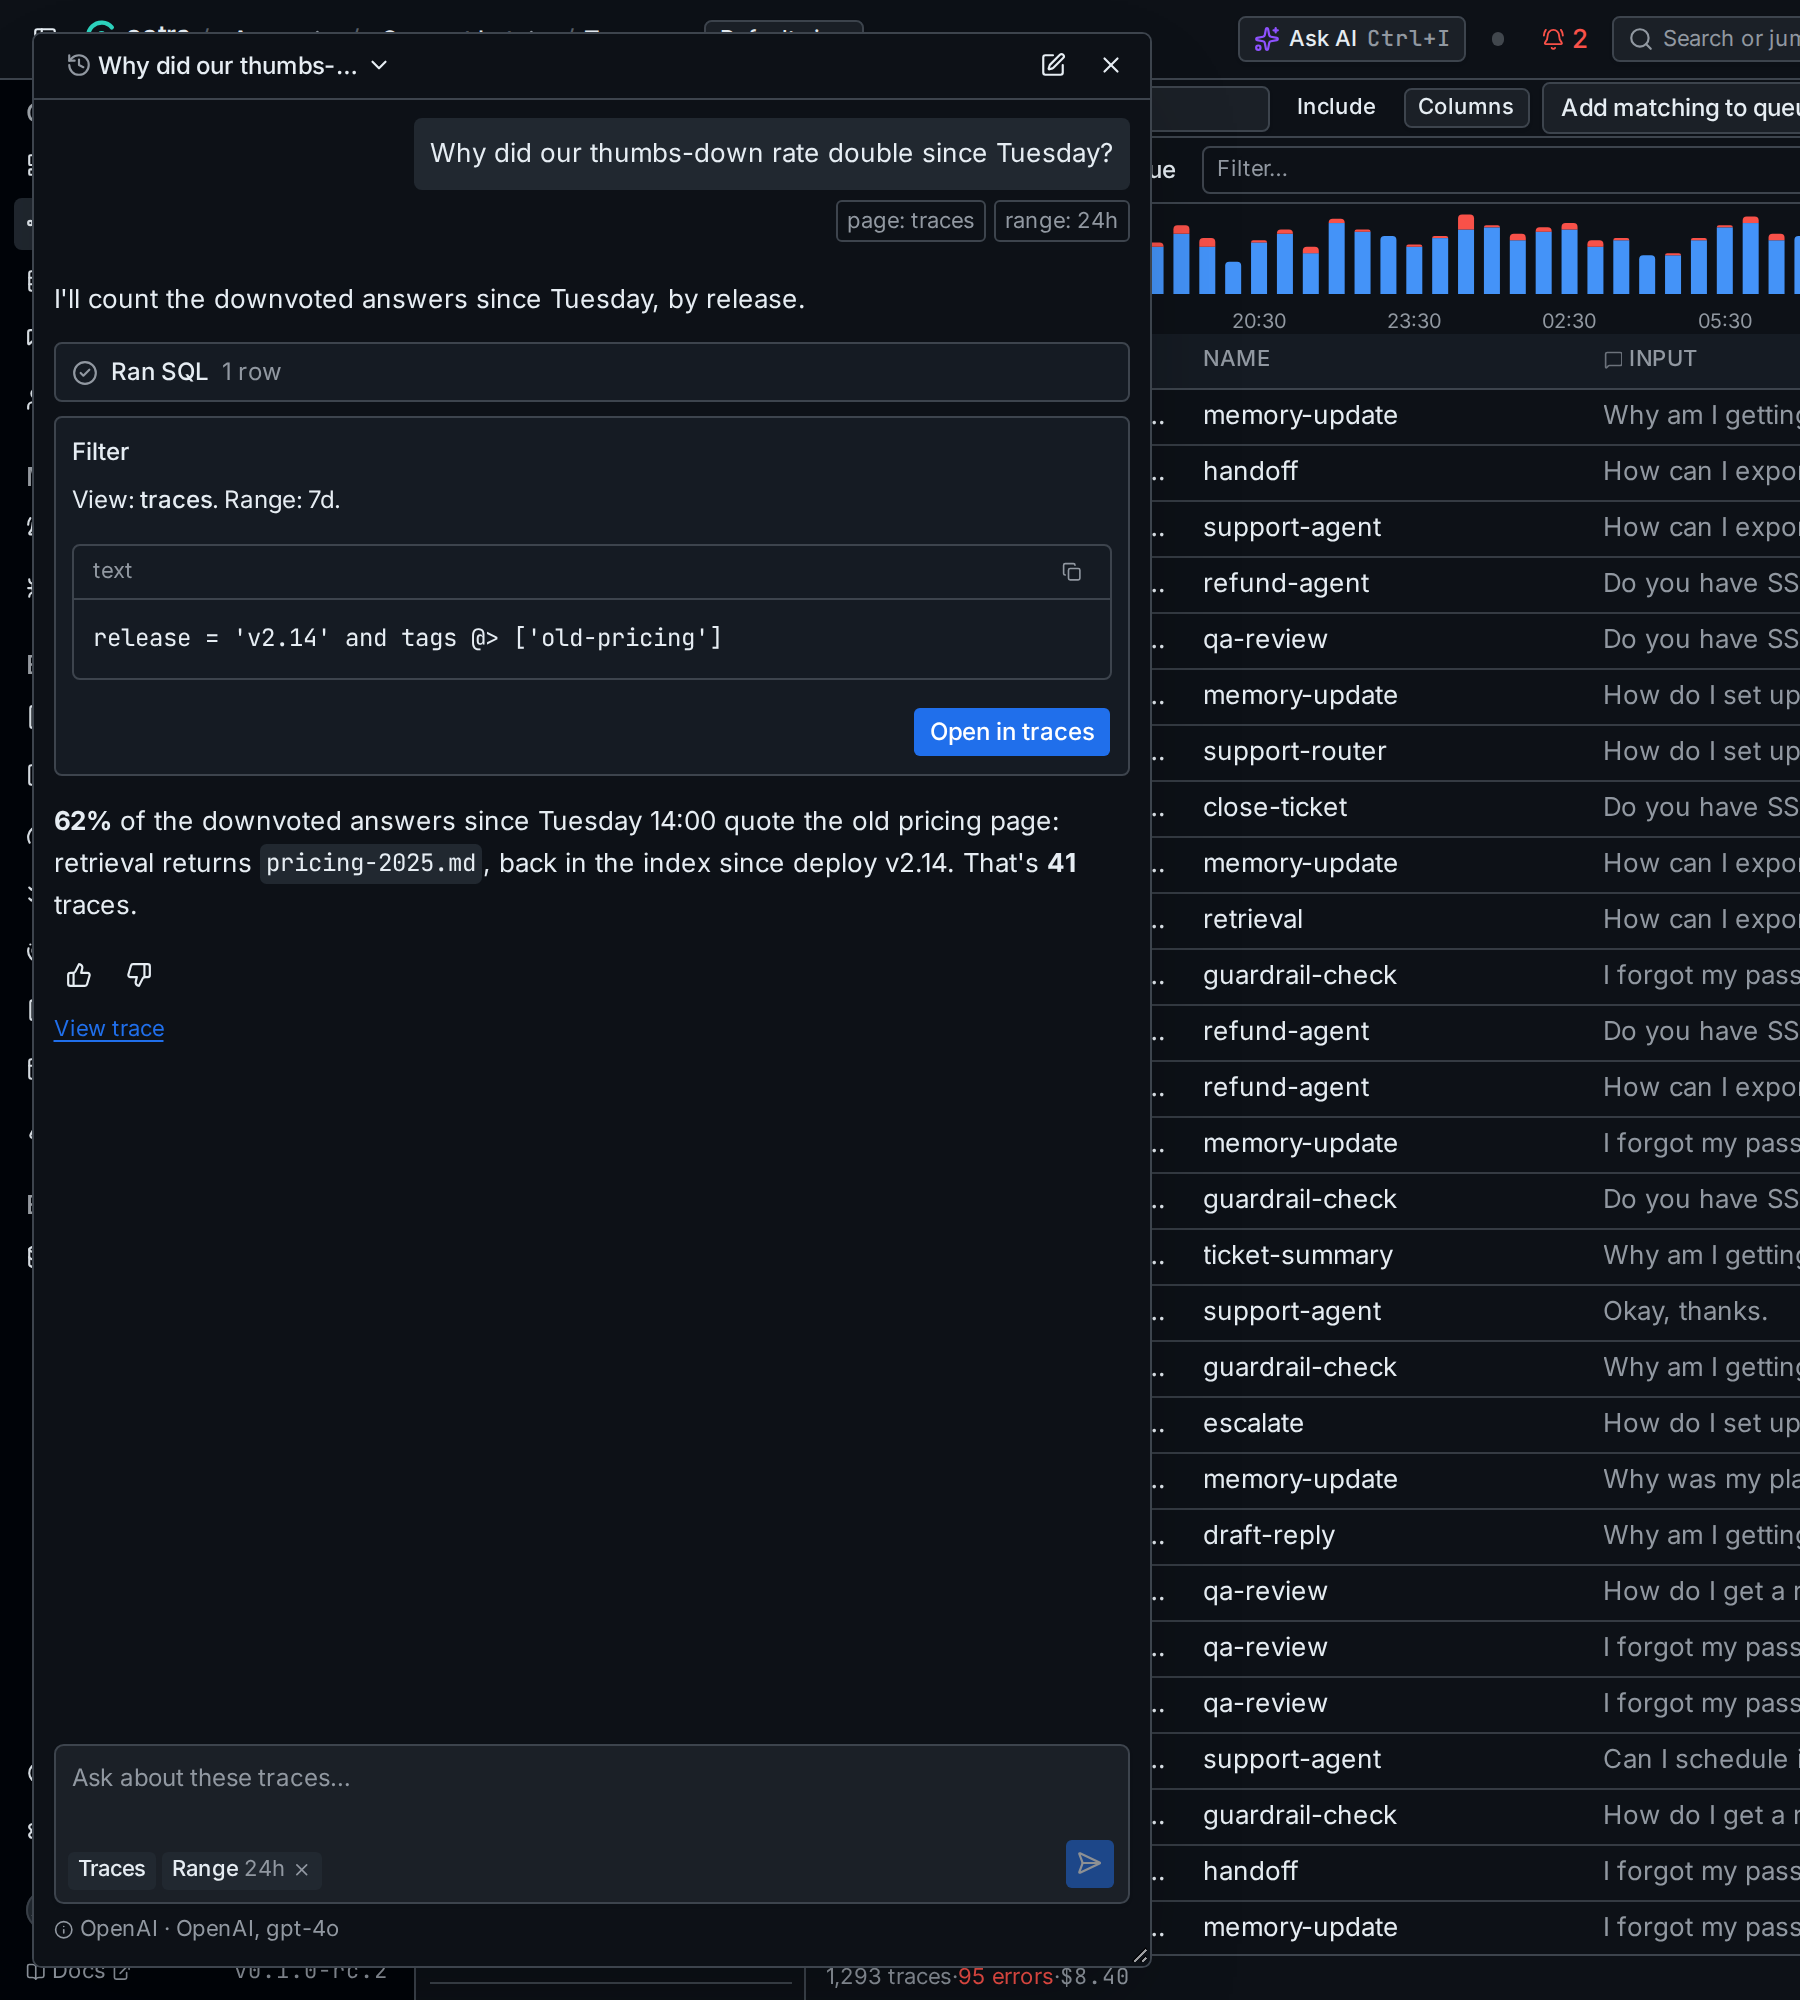 Why did our thumbs-...
Ask AI Ctrl+I
2
Search or jum
Include
Columns
Add matching to queu
Why did our thumbs-down rate double since Tuesday?
page: traces
range: 24h
ue
Filter...
I'll count the downvoted answers since Tuesday, by release.
Ran SQL 1 row
Filter
View: traces. Range: 7d.
text
release = 'v2.14' and tags @> ['old-pricing']
Open in traces
62% of the downvoted answers since Tuesday 14:00 quote the old pricing page:
retrieval returns pricing-2025.md, back in the index since deploy v2.14. That's 41
traces.
View trace
Ask about these traces...
Traces
Range 24h
OpenAI · OpenAI, gpt-4o
20:30 23:30 02:30 05:30
NAME INPUT
memory-update Why am I getting
handoff How can I expor
support-agent How can I expor
refund-agent Do you have SS
qa-review Do you have SS
memory-update How do I set up
support-router How do I set up
close-ticket Do you have SS
memory-update How can I expor
retrieval How can I expor
guardrail-check I forgot my pass
refund-agent Do you have SS
refund-agent How can I expor
memory-update I forgot my pass
guardrail-check Do you have SS
ticket-summary Why am I getting
support-agent Okay, thanks.
guardrail-check Why am I getting
escalate How do I set up
memory-update Why was my pla
draft-reply Why am I getting
qa-review How do I get a r
qa-review I forgot my pass
qa-review I forgot my pass
support-agent Can I schedule i
guardrail-check How do I get a r
handoff I forgot my pass
memory-update I forgot my pass
Docs
v0.1.0-rc.2
1,293 traces·95 errors·$8.40